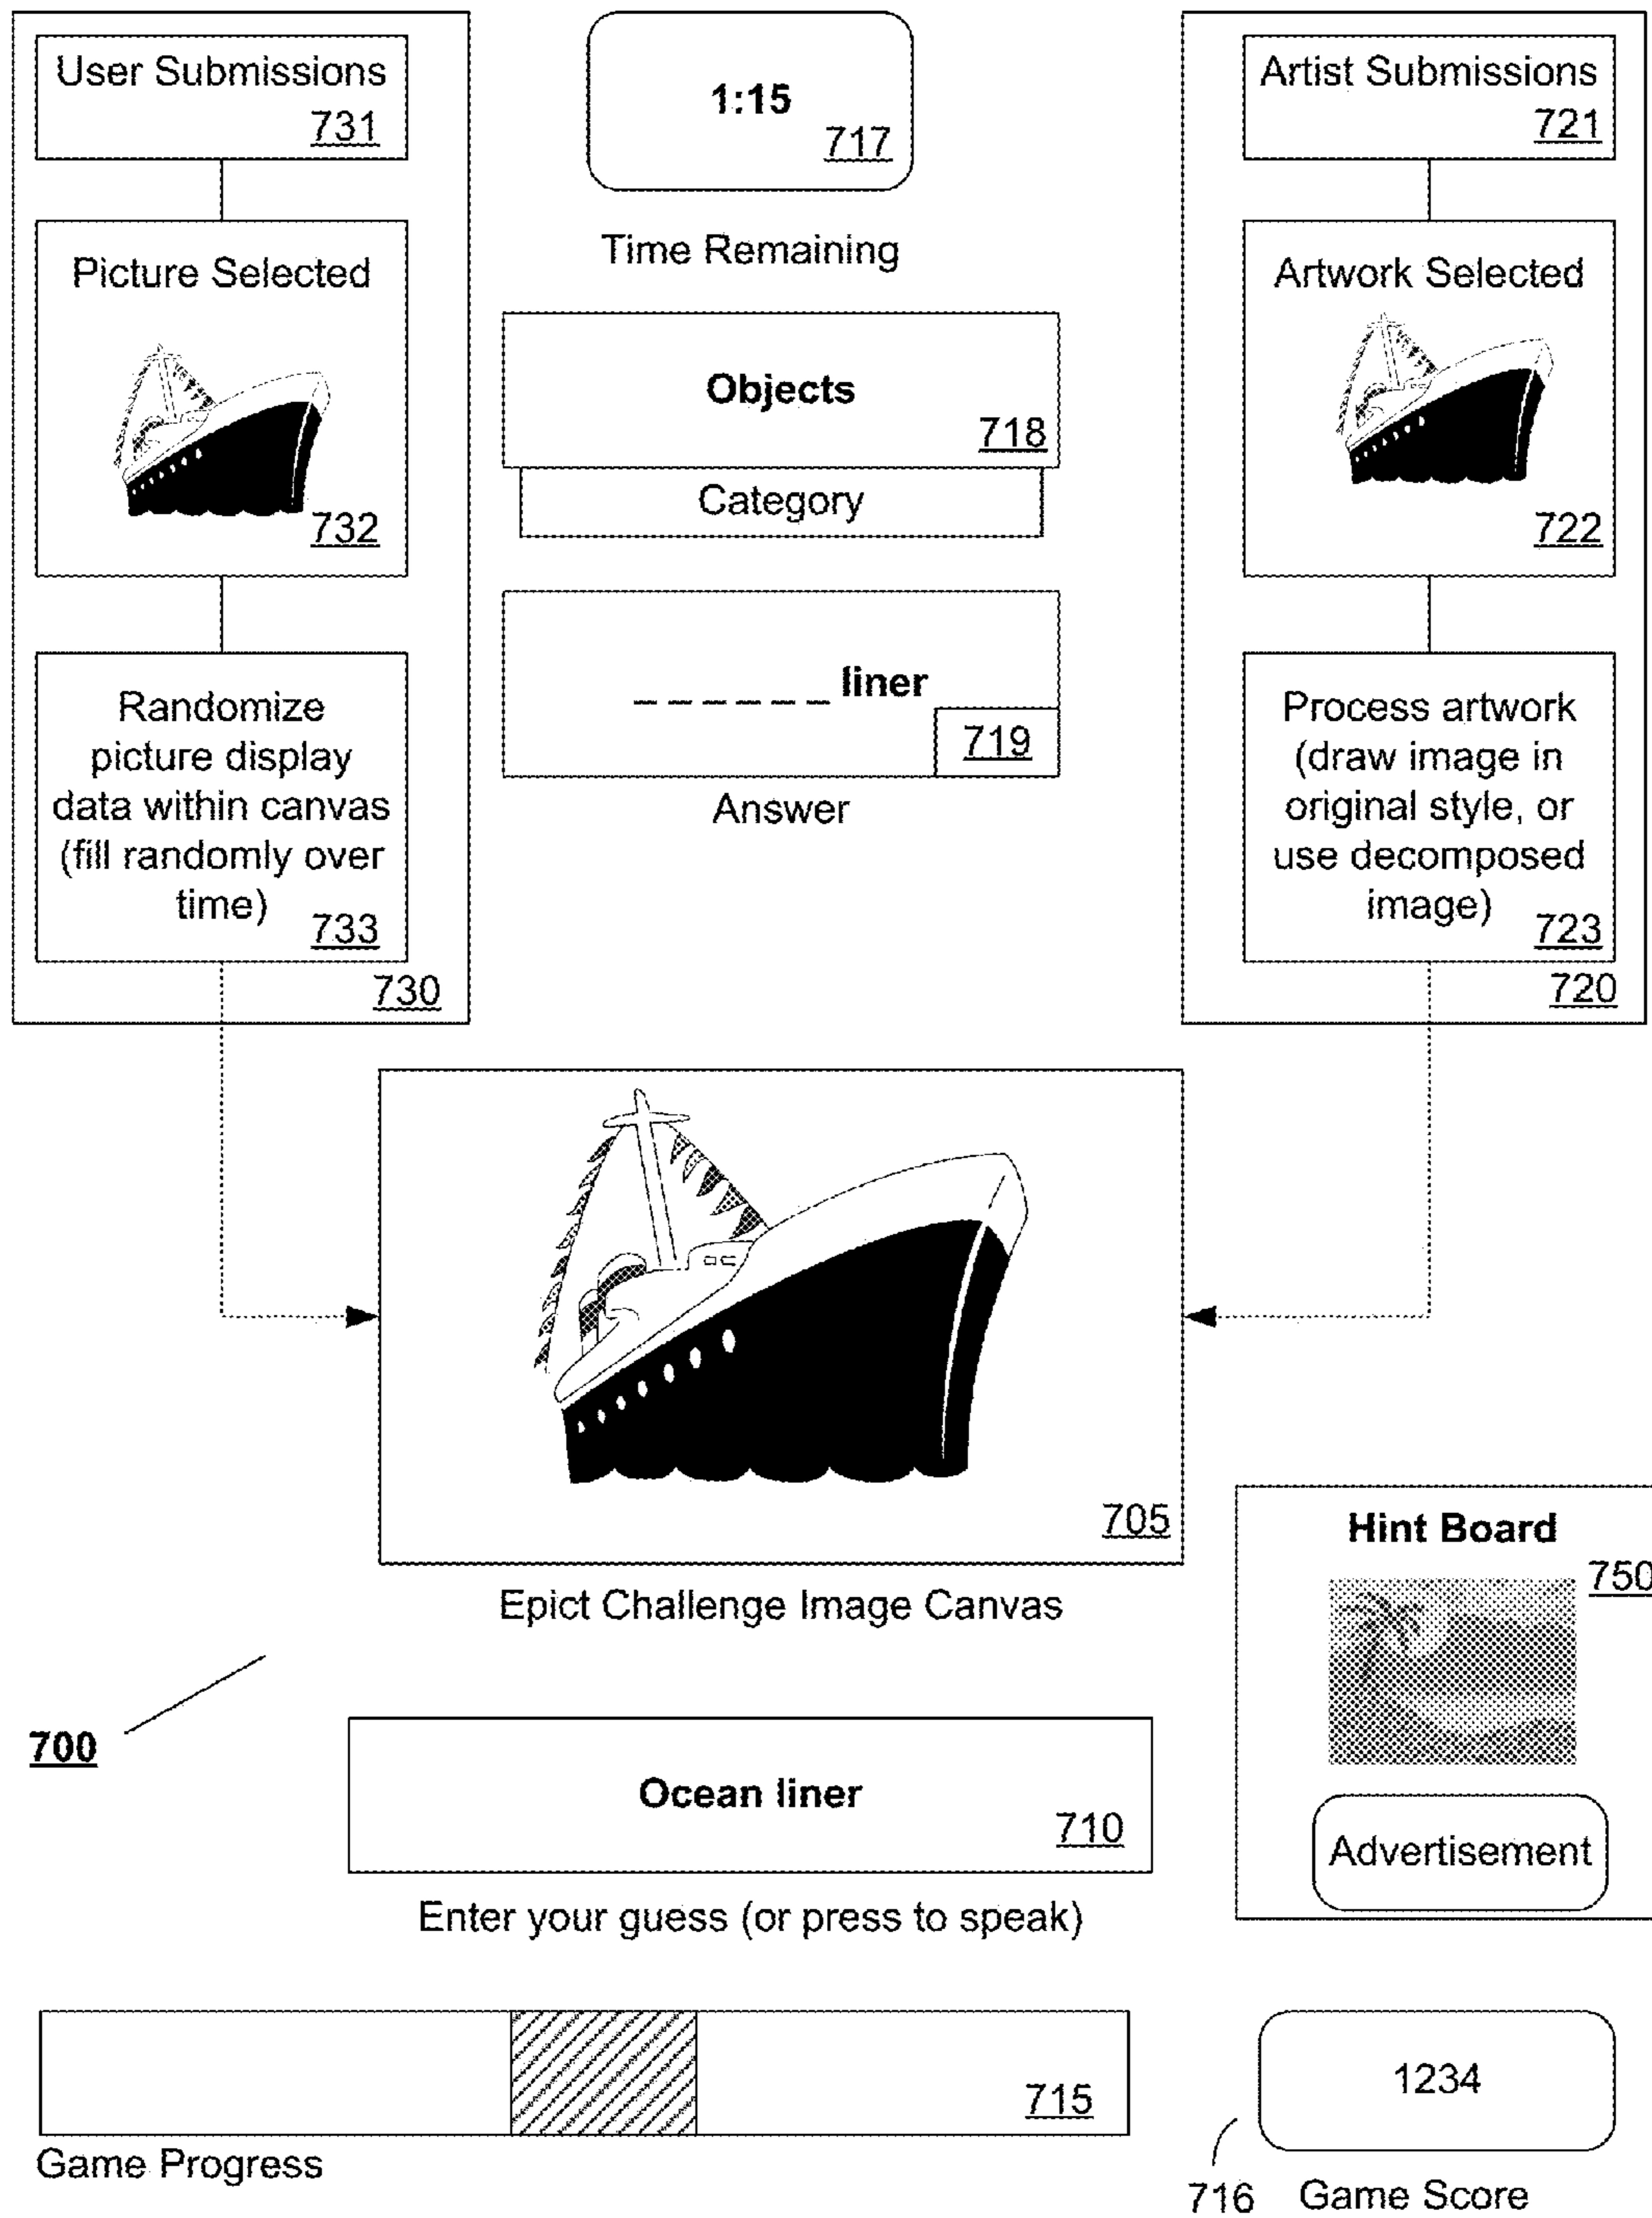 User Submissions
731
Picture Selected
732
Randomize
picture display
data within canvas
(fill randomly over
time)
733
730
1:15
717
Time Remaining
Objects
718
Category
_ _ _ _ _ _ liner
719
Answer
Artist Submissions
721
Artwork Selected
722
Process artwork
(draw image in
original style, or
use decomposed
image)
723
720
705
Epict Challenge Image Canvas
Hint Board
750
Advertisement
700
Ocean liner
710
Enter your guess (or press to speak)
715
Game Progress
1234
716
Game Score